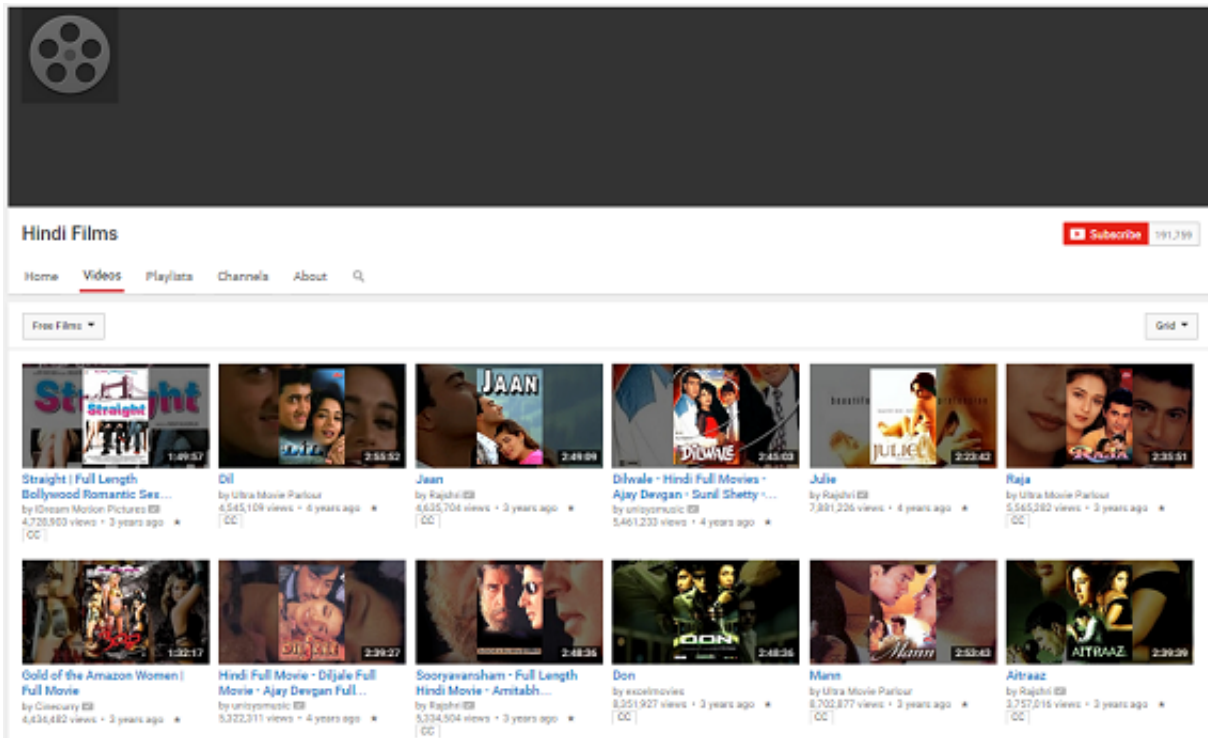 Hindi Films
Subscribe 191,759
Home Videos Playlists Channels About
Free Films Grid
Straight
1:49:57
2:55:52
JAAN
2:49:09
DILWALE
2:45:03
JULIE
2:23:42
2:35:51
Straight | Full Length
Bollywood Romantic Sex...
by iDream Motion Pictures
4,728,903 views • 3 years ago
CC
Dil
by Ultra Movie Parlour
4,545,109 views • 4 years ago
CC
Jaan
by Rajshri
4,635,704 views • 3 years ago
CC
Dilwale - Hindi Full Movies -
Ajay Devgan - Sunil Shetty -...
by unisysmusic
5,461,233 views • 4 years ago
Julie
by Rajshri
7,881,226 views • 4 years ago
Raja
by Ultra Movie Parlour
5,565,282 views • 3 years ago
CC
1:32:17
2:39:27
2:48:36
DON
2:48:36
Mann
2:53:43
AITRAAZ
2:39:39
Gold of the Amazon Women |
Full Movie
by Cinecurry
4,434,482 views • 3 years ago
Hindi Full Movie - Diljale Full
Movie - Ajay Devgan Full...
by unisysmusic
5,322,311 views • 4 years ago
Sooryavansham - Full Length
Hindi Movie - Amitabh...
by Rajshri
5,334,504 views • 3 years ago
CC
Don
by excelmovies
8,351,927 views • 3 years ago
CC
Mann
by Ultra Movie Parlour
8,702,877 views • 3 years ago
CC
Aitraaz
by Rajshri
3,757,016 views • 3 years ago
CC